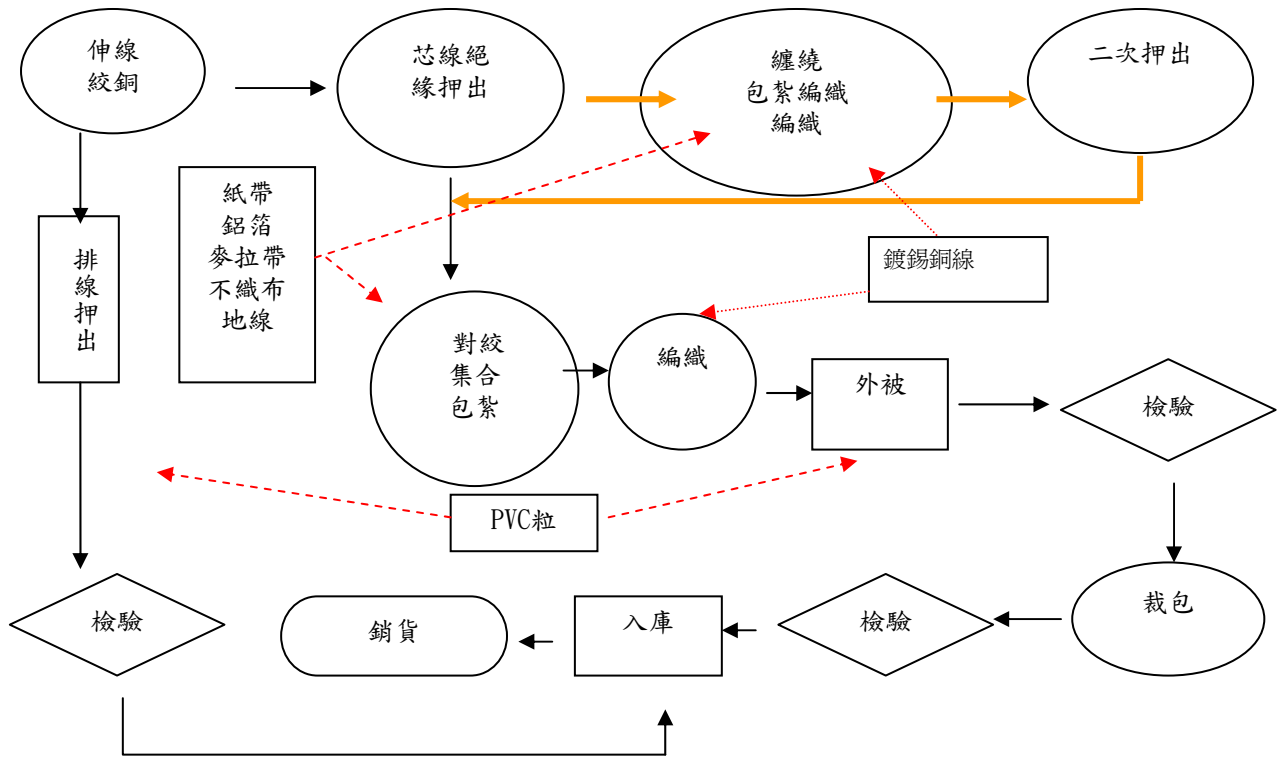 伸線
絞銅
芯線絕
緣押出
纏繞
包紮編織
編織
二次押出
紙帶
鋁箔
麥拉帶
不織布
地線
排
線
押
出
鍍錫銅線
對絞
集合
包紮
編織
外被
檢驗
PVC粒
檢驗
銷貨
入庫
檢驗
裁包